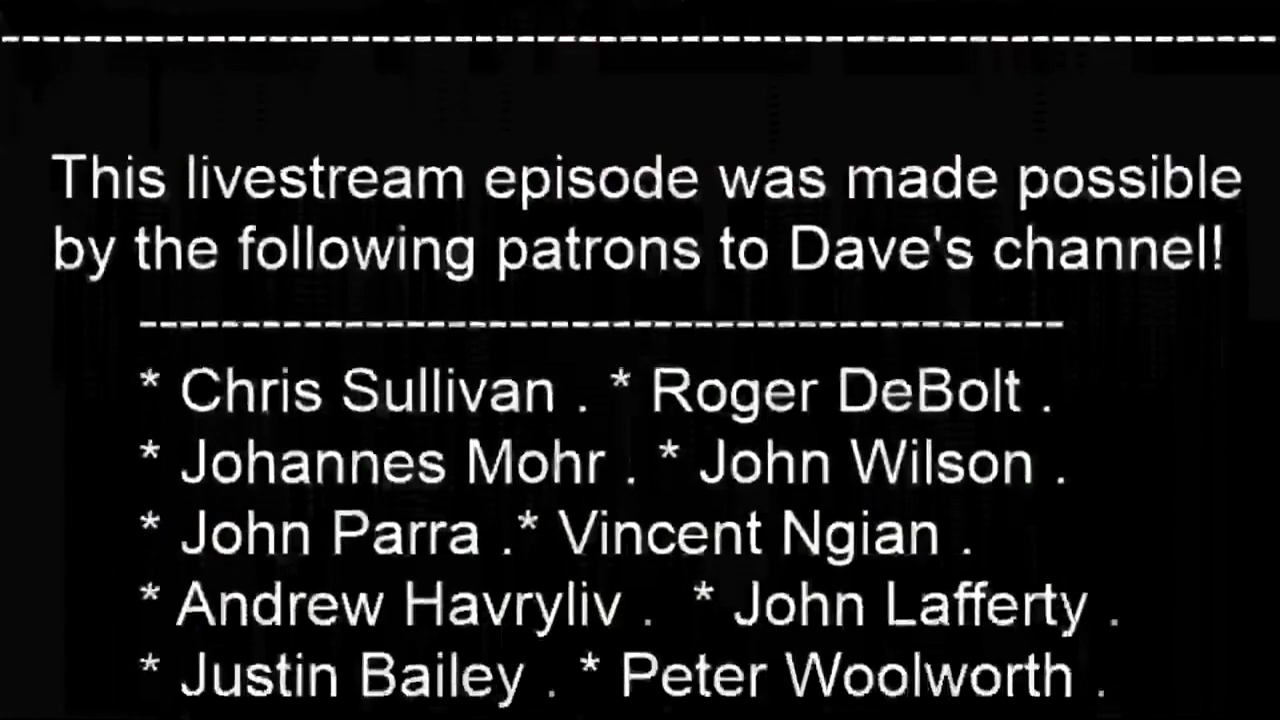 --------------------------------------------------------------
This livestream episode was made possible
by the following patrons to Dave's channel!
---------------------------------------------
* Chris Sullivan . * Roger DeBolt .
* Johannes Mohr . * John Wilson .
* John Parra .* Vincent Ngian .
* Andrew Havryliv . * John Lafferty .
* Justin Bailey . * Peter Woolworth .